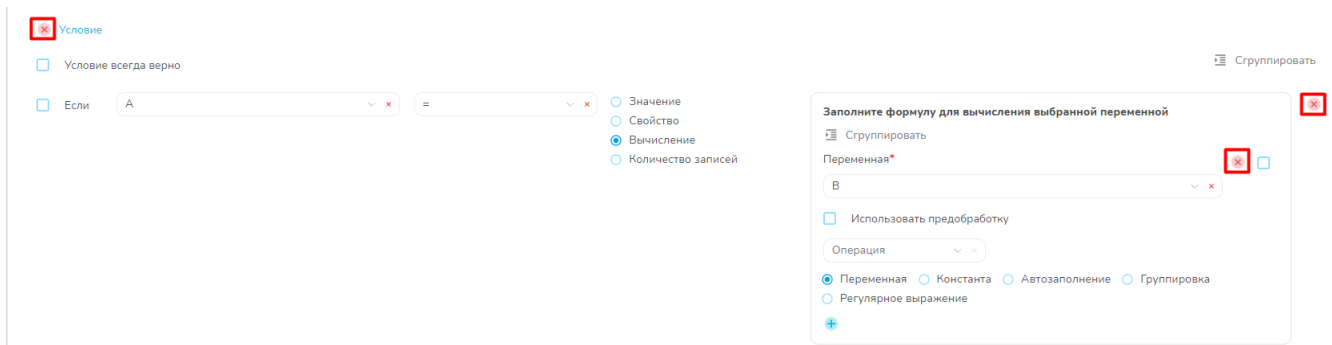 Условие
Условие всегда верно
Сгруппировать
Если
A
=
Значение
Свойство
Вычисление
Количество записей
Заполните формулу для вычисления выбранной переменной
Сгруппировать
Переменная*
B
Использовать предобработку
Операция
Переменная Константа Автозаполнение Группировка
Регулярное выражение